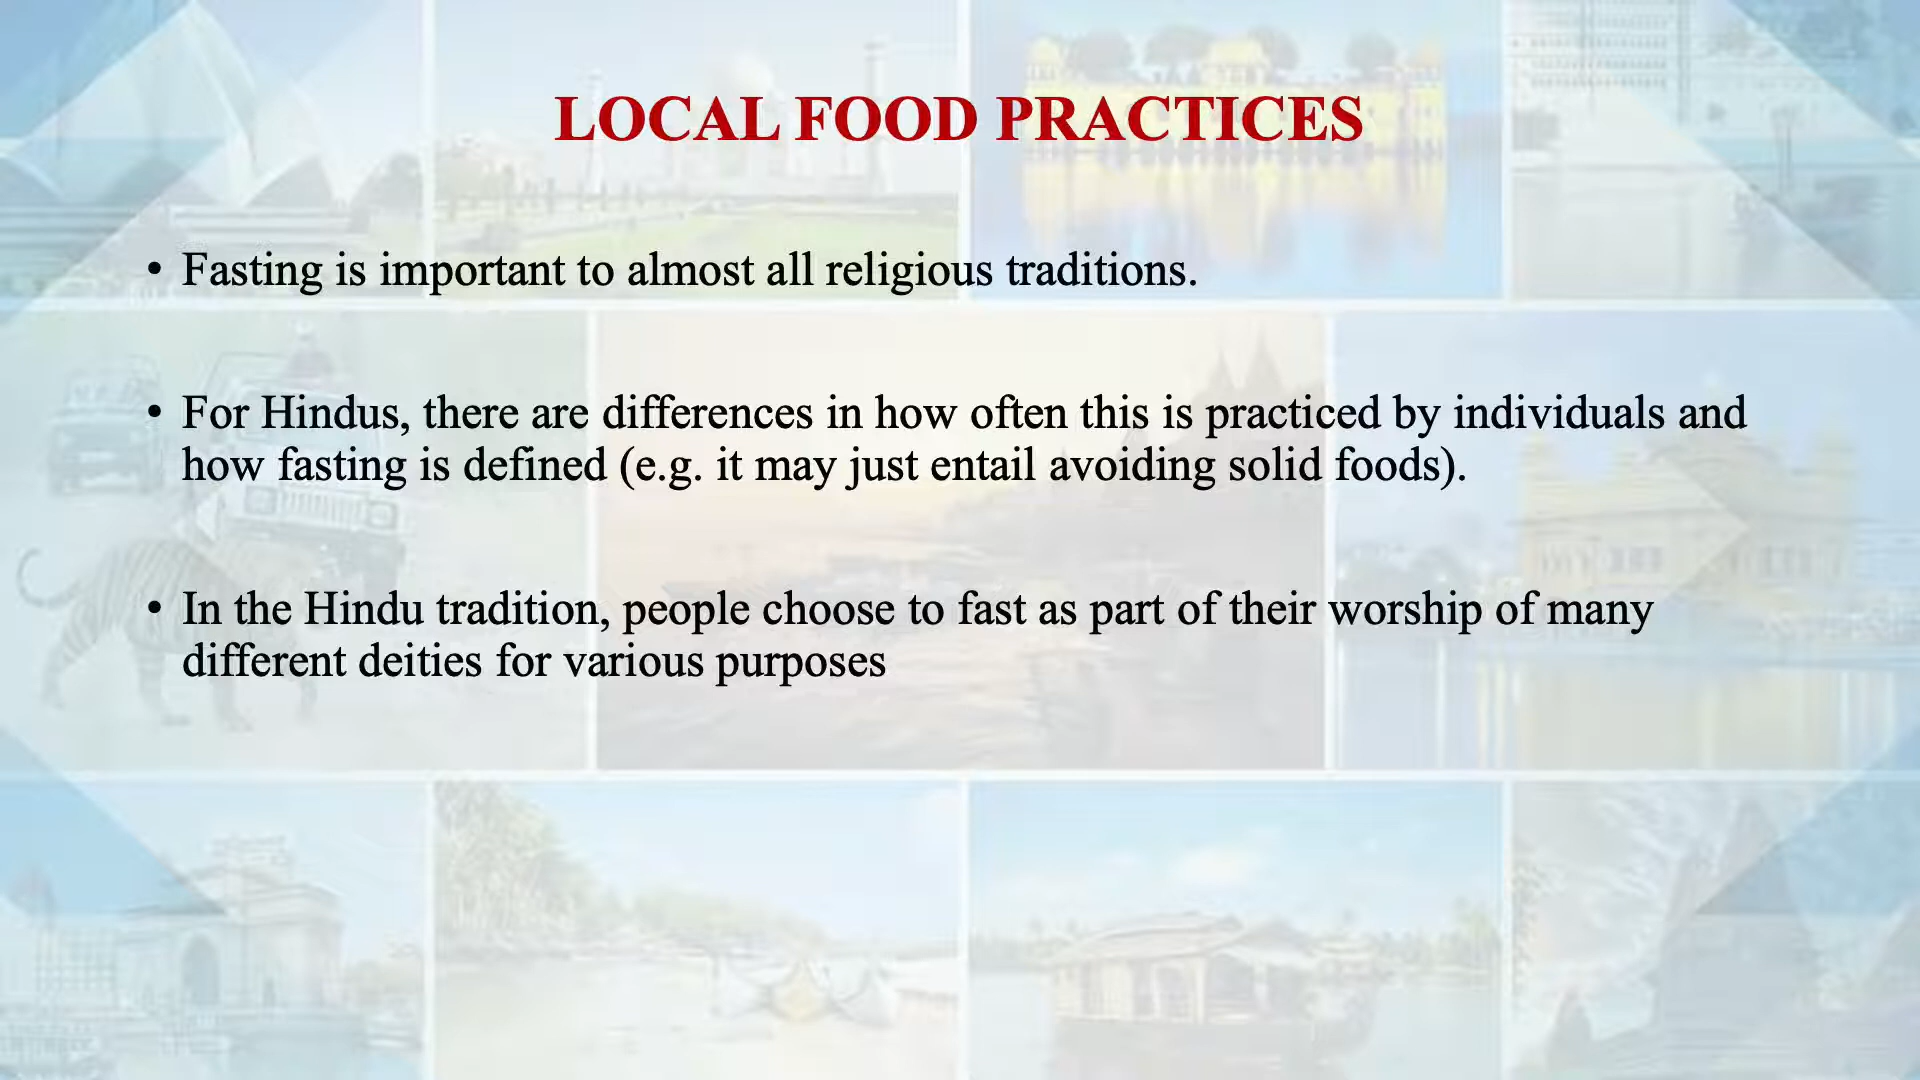 LOCAL FOOD PRACTICES
• Fasting is important to almost all religious traditions.
• For Hindus, there are differences in how often this is practiced by individuals and
how fasting is defined (e.g. it may just entail avoiding solid foods).
• In the Hindu tradition, people choose to fast as part of their worship of many
different deities for various purposes